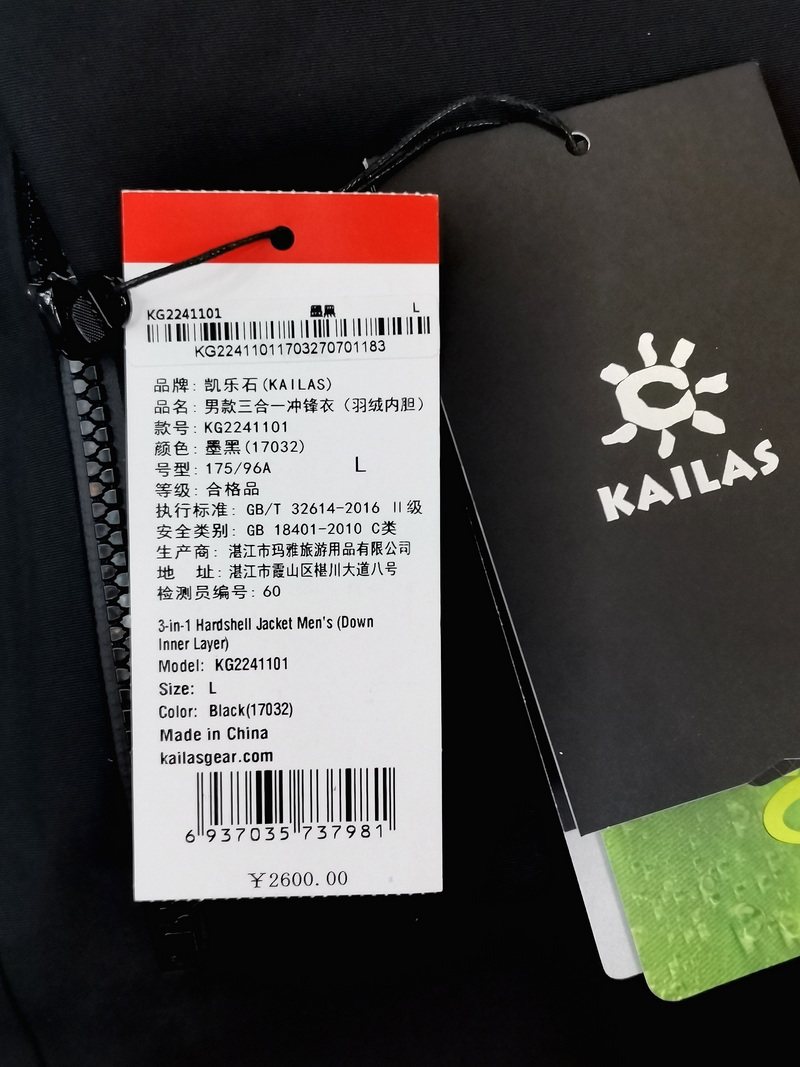 KG2241101 墨黑 L
KG22411011703270701183
品牌: 凯乐石(KAILAS)
品名: 男款三合一冲锋衣（羽绒内胆）
款号: KG2241101
颜色: 墨黑(17032)
号型: 175/96A L
等级: 合格品
执行标准: GB/T 32614-2016 Ⅱ级
安全类别: GB 18401-2010 C类
生产商: 湛江市玛雅旅游用品有限公司
地 址: 湛江市霞山区椹川大道八号
检测员编号: 60
3-in-1 Hardshell Jacket Men's (Down
Inner Layer)
Model: KG2241101
Size: L
Color: Black(17032)
Made in China
kailasgear.com
6 937035 737981
￥2600.00
KAILAS